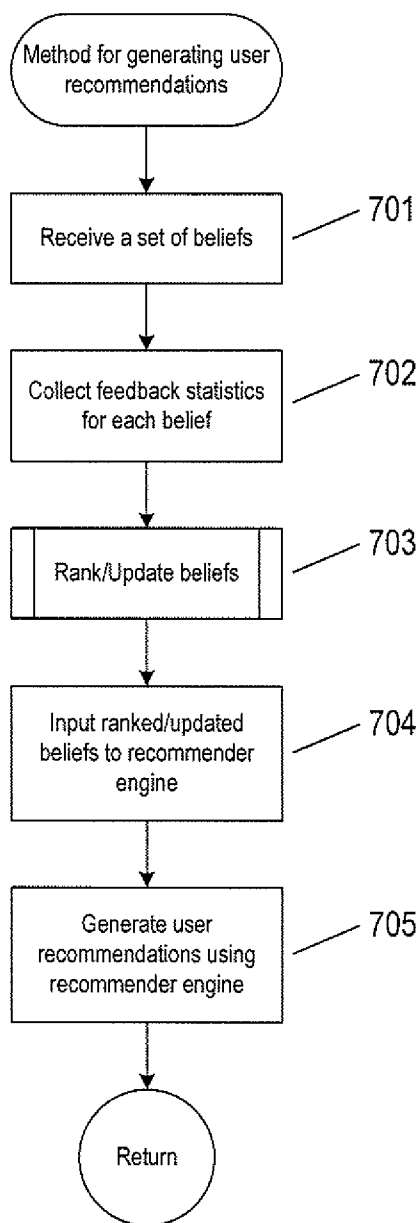 Method for generating user
recommendations
Receive a set of beliefs
701
Collect feedback statistics
for each belief
702
Rank/Update beliefs
703
Input ranked/updated
beliefs to recommender
engine
704
Generate user
recommendations using
recommender engine
705
Return